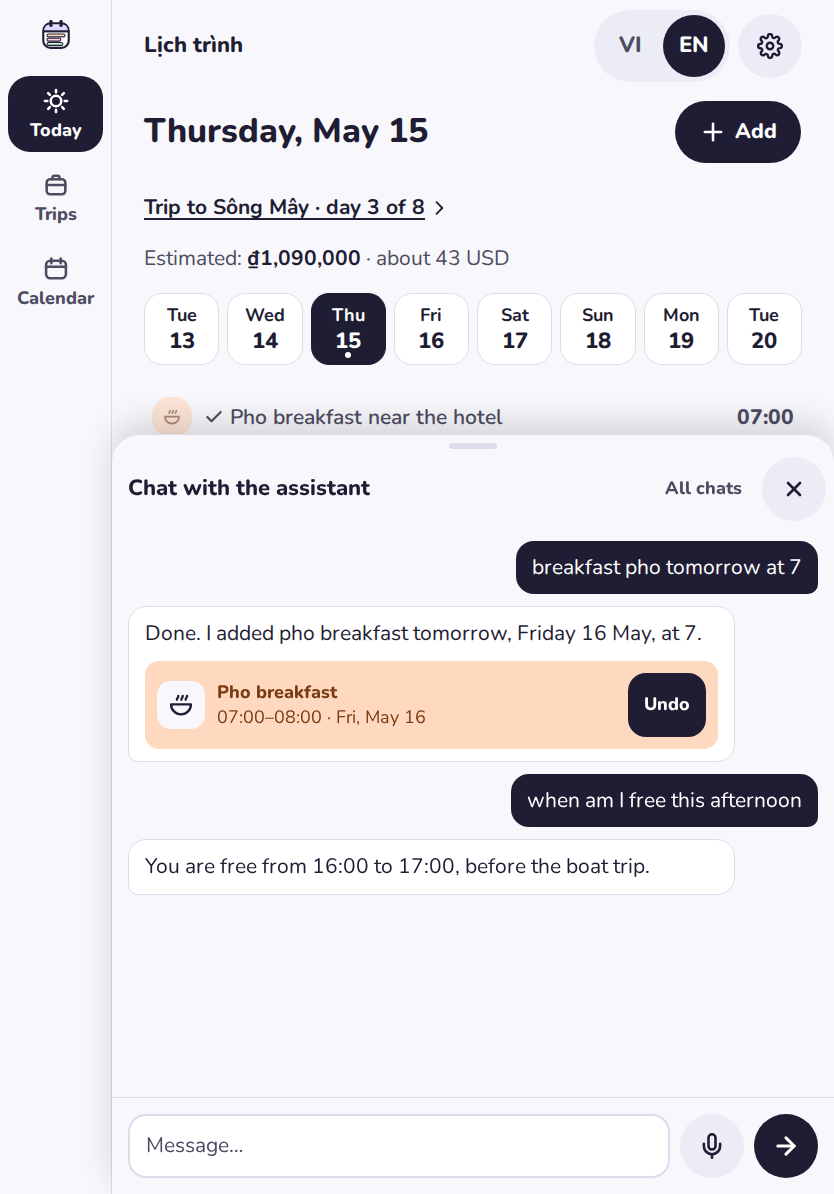 Lịch trình
VI EN
Today
Trips
Calendar
Thursday, May 15
Add
Trip to Sông Mây · day 3 of 8
Estimated: ₫1,090,000 · about 43 USD
Tue 13
Wed 14
Thu 15
Fri 16
Sat 17
Sun 18
Mon 19
Tue 20
Pho breakfast near the hotel 07:00
Chat with the assistant
All chats
breakfast pho tomorrow at 7
Done. I added pho breakfast tomorrow, Friday 16 May, at 7.
Pho breakfast
07:00–08:00 · Fri, May 16
Undo
when am I free this afternoon
You are free from 16:00 to 17:00, before the boat trip.
Message...